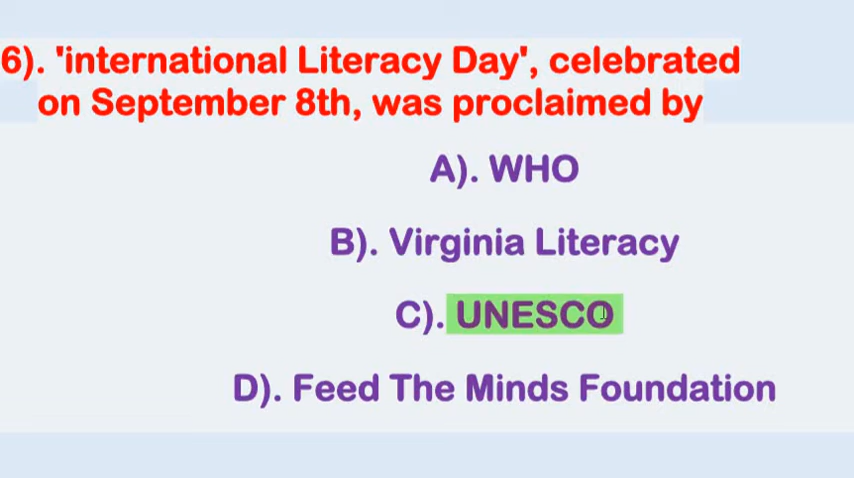 6). 'international Literacy Day', celebrated
on September 8th, was proclaimed by
A). WHO
B). Virginia Literacy
C). UNESCO
D). Feed The Minds Foundation